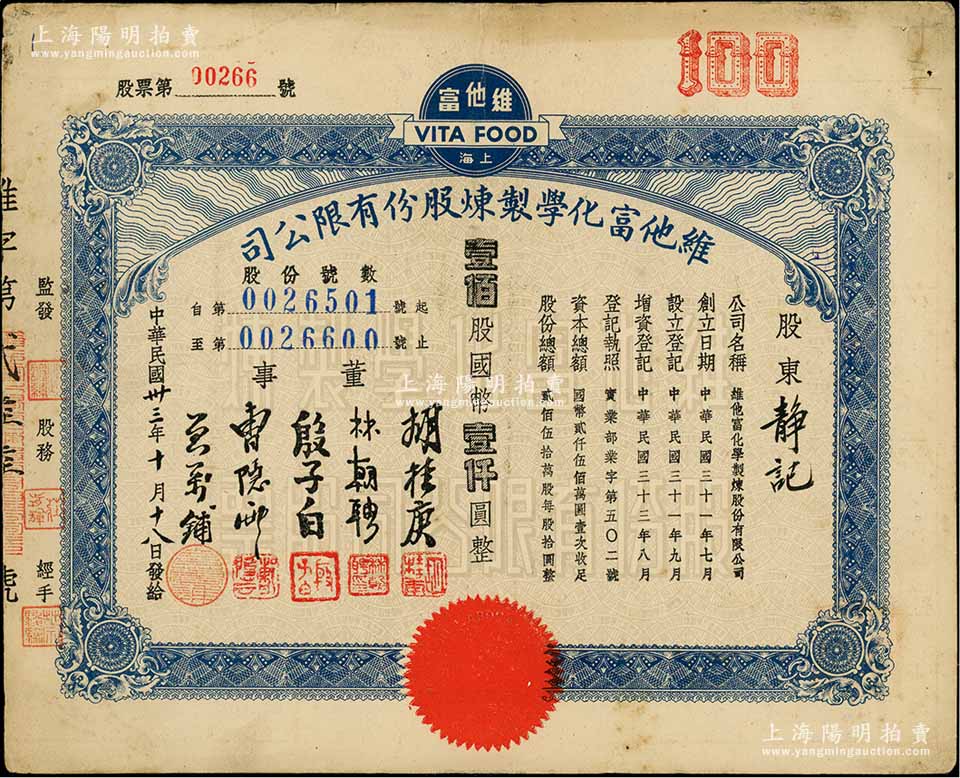 上海陽明拍賣
www.yangmingauction.com
100
股票第 00266 號
維他富
VITA FOOD
上海
維他富化學製煉股份有限公司
股東 靜記
公司名稱 維他富化學製煉股份有限公司
創立日期 中華民國三十一年七月
設立登記 中華民國三十一年九月
增資登記 中華民國三十三年八月
登記執照 實業部業字第五〇二號
資本總額 國幣貳仟伍佰萬圓壹次收足
股份總額 貳佰伍拾萬股每股拾圓整
壹佰股國幣壹仟圓整
股份號數
自第 0026501 號起
至第 0026600 號止
董事
胡桂庚
林朝聘
殷子白
曹隱
中華民國卅三年十月十八日發給
監發
股務
經手
上海陽明拍賣
www.yangmingauction.com
上海陽明拍賣
www.yangmingauction.com